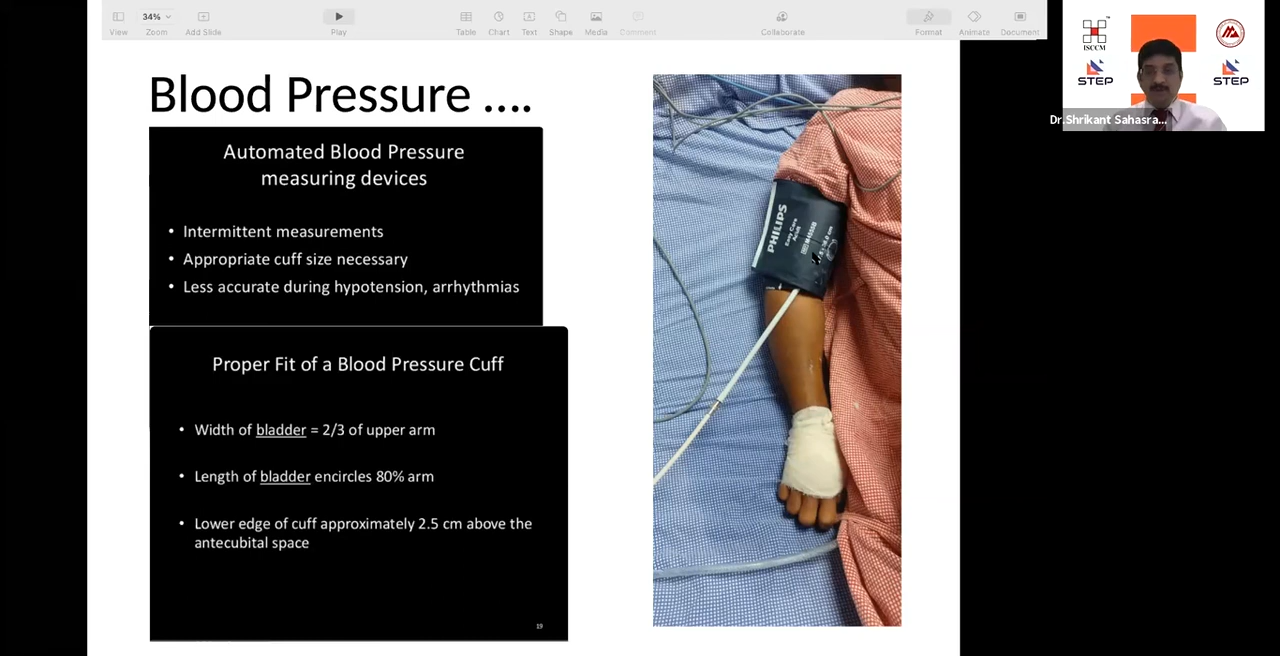 34%
View
Zoom
Add Slide
Play
Table
Chart
Text
Shape
Media
Comment
Collaborate
Format
Animate
Document
ISCCM
STEP
STEP
Dr.Shrikant Sahasra...
Blood Pressure ....
Automated Blood Pressure
measuring devices
• Intermittent measurements
• Appropriate cuff size necessary
• Less accurate during hypotension, arrhythmias
Proper Fit of a Blood Pressure Cuff
• Width of bladder = 2/3 of upper arm
• Length of bladder encircles 80% arm
• Lower edge of cuff approximately 2.5 cm above the
antecubital space
19
PHILIPS
Easy Care
Adult